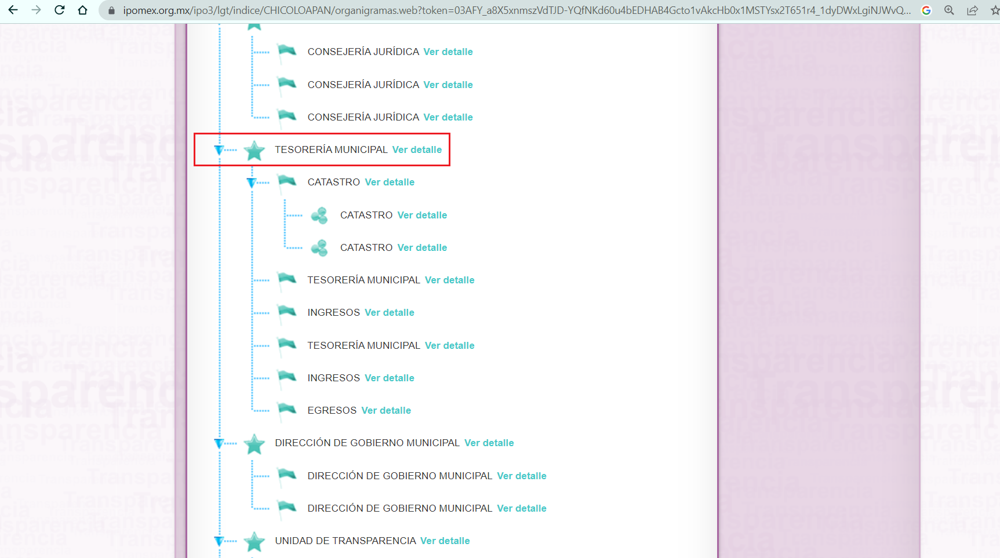 ipomex.org.mx/ipo3/lgt/indice/CHICOLOAPAN/organigramas.web?token=03AFY_a8X5xnmszVdTJD-YQfNKd60u4bEDHAB4Gcto1vAkcHb0x1MSTYsx2T651r4_1dyDWxLgiNJWvQ...
CONSEJERÍA JURÍDICA Ver detalle
CONSEJERÍA JURÍDICA Ver detalle
CONSEJERÍA JURÍDICA Ver detalle
TESORERÍA MUNICIPAL Ver detalle
CATASTRO Ver detalle
CATASTRO Ver detalle
CATASTRO Ver detalle
TESORERÍA MUNICIPAL Ver detalle
INGRESOS Ver detalle
TESORERÍA MUNICIPAL Ver detalle
INGRESOS Ver detalle
EGRESOS Ver detalle
DIRECCIÓN DE GOBIERNO MUNICIPAL Ver detalle
DIRECCIÓN DE GOBIERNO MUNICIPAL Ver detalle
DIRECCIÓN DE GOBIERNO MUNICIPAL Ver detalle
UNIDAD DE TRANSPARENCIA Ver detalle